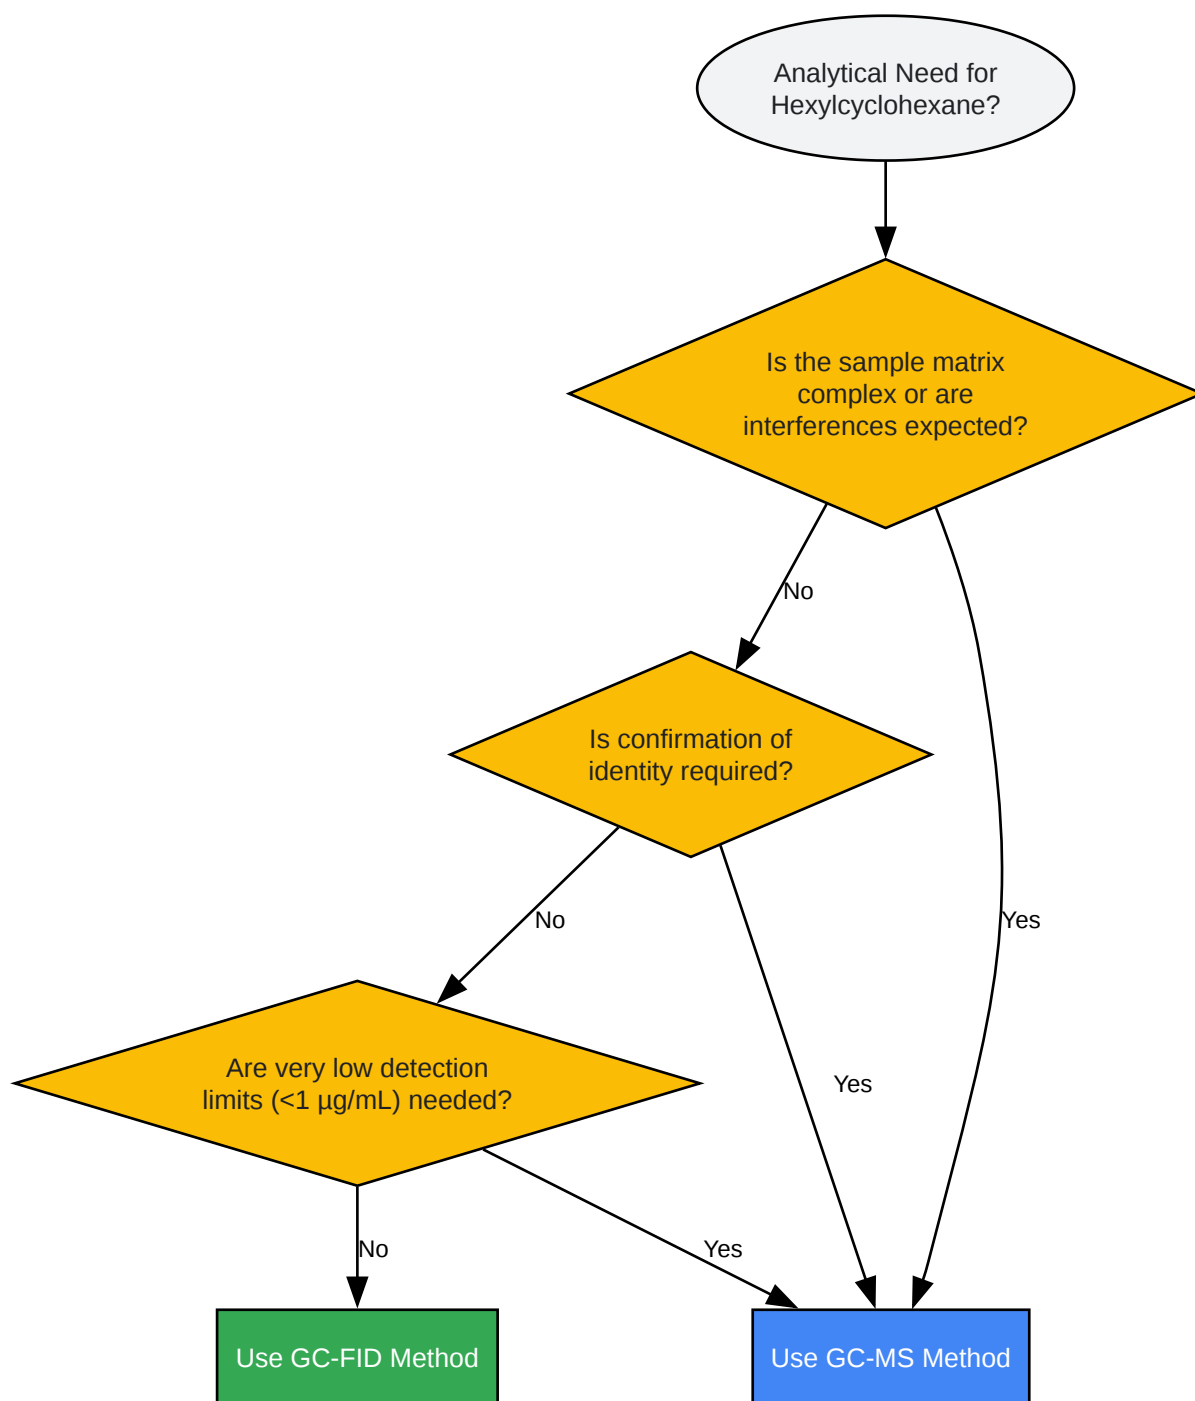 Analytical Need for
Hexylcyclohexane?
Is the sample matrix
complex or are
interferences expected?
No
Is confirmation of
identity required?
No
Yes
Are very low detection
limits (<1 µg/mL) needed?
Yes
No
Yes
Use GC-FID Method
Use GC-MS Method